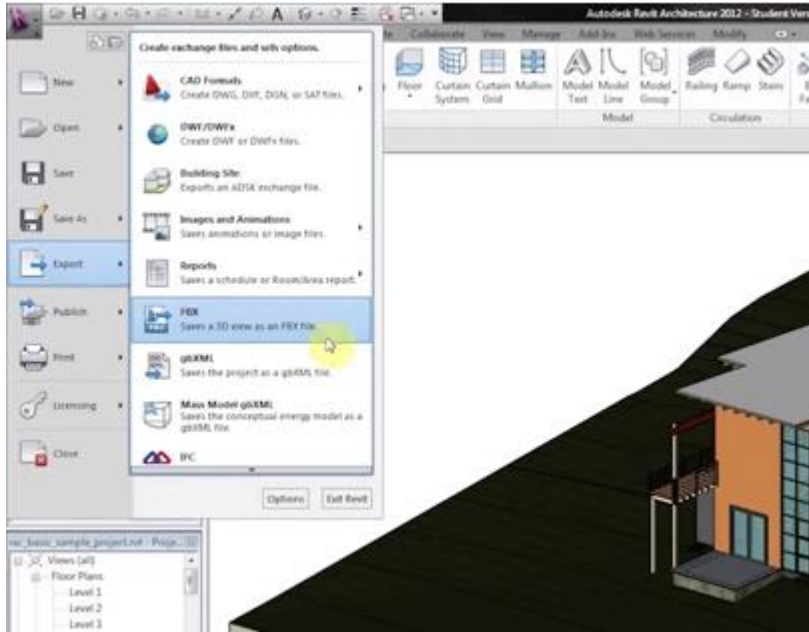 Autodesk Revit Architecture 2012 - Student Ver
Collaborate View Manage Add-Ins Web Services Modify
Create exchange files and sets options.
New
Open
Save
Save As
Export
Publish
Print
Licensing
Close
CAD Formats
Create DWG, DXF, DGN, or SAT files.
DWF/DWFx
Create DWF or DWFx files.
Building Site
Exports an ADSK exchange file.
Images and Animations
Saves animations or image files.
Reports
Saves a schedule or Room/Area report.
FBX
Saves a 3D view as an FBX file.
gbXML
Saves the project as a gbXML file.
Mass Model gbXML
Saves the conceptual energy model as a
gbXML file.
IFC
Options Exit Revit
Floor Curtain System Curtain Grid Mullion Model Text Model Line Model Group Railing Ramp Stairs
Model Circulation
rac_basic_sample_project.rvt - Proje...
Views (all)
Floor Plans
Level 1
Level 2
Level 3